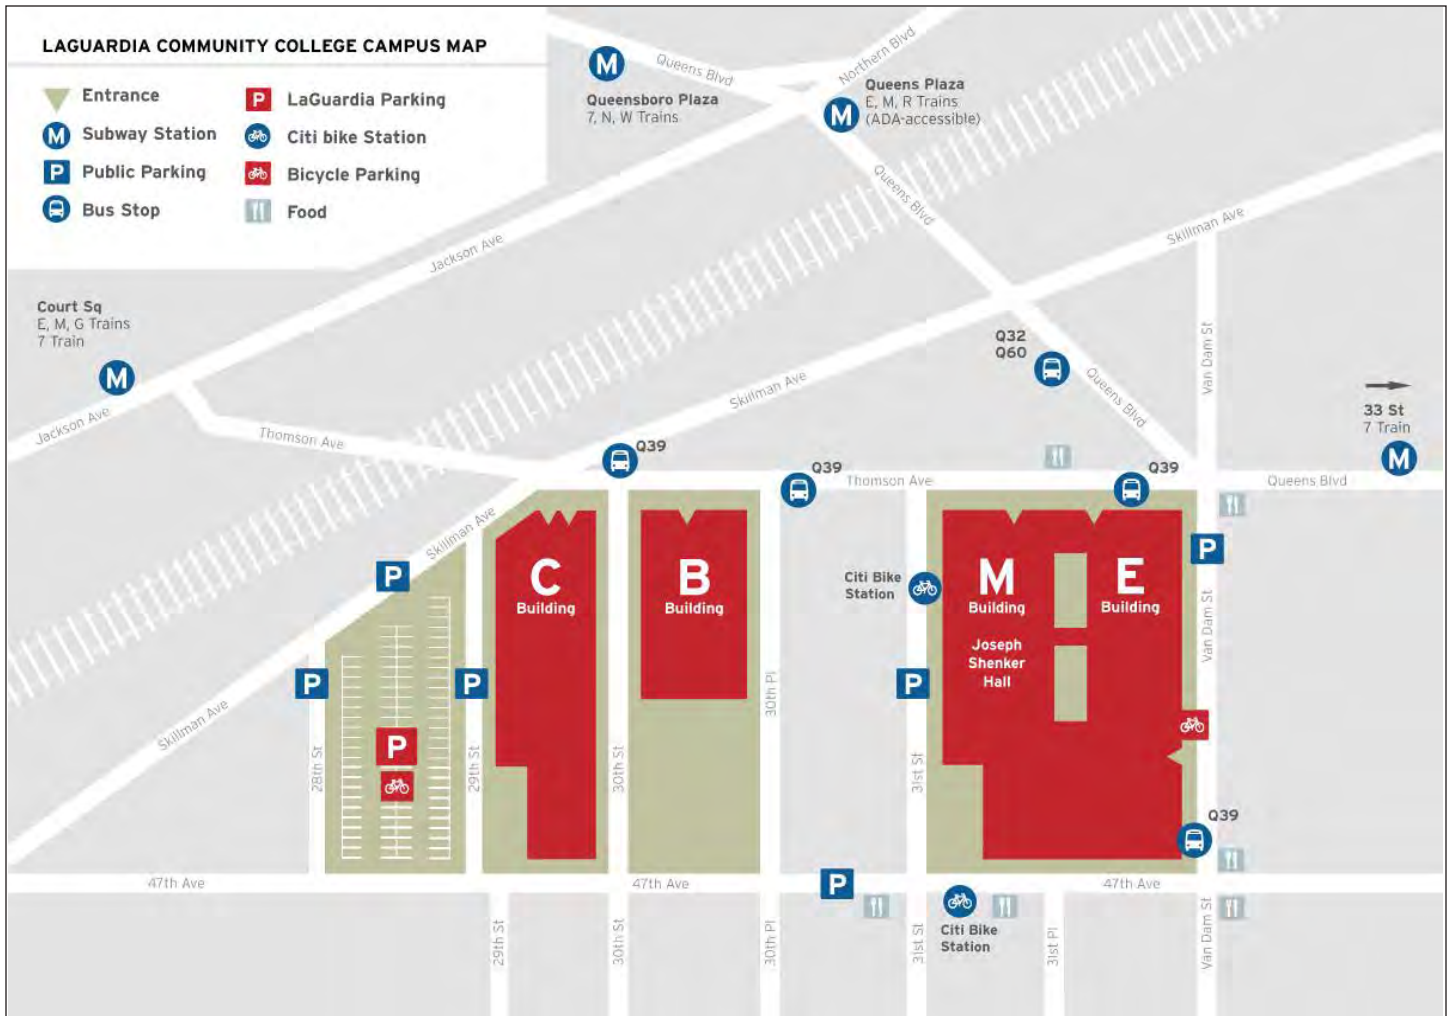 LAGUARDIA COMMUNITY COLLEGE CAMPUS MAP
Entrance
M Subway Station
P Public Parking
Bus Stop
P LaGuardia Parking
Citi bike Station
Bicycle Parking
Food
M
Queensboro Plaza
7, N, W Trains
Queens Blvd
Northern Blvd
M
Queens Plaza
E, M, R Trains
(ADA-accessible)
Queens Blvd
Skillman Ave
Jackson Ave
Court Sq
E, M, G Trains
7 Train
M
Jackson Ave
Thomson Ave
Skillman Ave
Q32
Q60
Queens Blvd
Van Dam St
33 St
7 Train
M
Q39
Q39
Thomson Ave
Q39
Queens Blvd
Skillman Ave
P
C
Building
B
Building
Citi Bike
Station
M
Building
Joseph
Shenker
Hall
E
Building
P
Van Dam St
P
P
P
Skillman Ave
P
28th St
29th St
30th St
30th Pl
31st St
Q39
47th Ave
47th Ave
P
47th Ave
Citi Bike
Station
29th St
30th St
30th Pl
31st St
31st Pl
Van Dam St